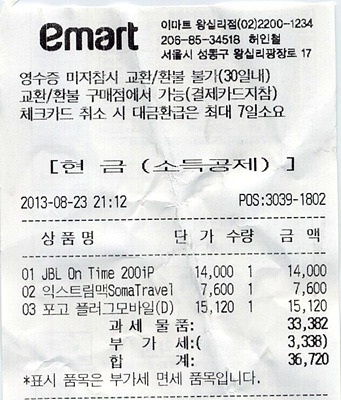 emart 이마트 왕십리점(02)2200-1234
206-85-34518 허인철
서울시 성동구 왕십리광장로 17
영수증 미지참시 교환/환불 불가(30일내)
교환/환불 구매점에서 가능(결제카드지참)
체크카드 취소 시 대금환급은 최대 7일소요
[현 금 (소득공제) ]
2013-08-23 21:12 POS:3039-1802
상 품 명 단 가 수량 금 액
01 JBL On Time 200iP 14,000 1 14,000
02 익스트림맥SomaTravel 7,600 1 7,600
03 포고 플러그모바일(D) 15,120 1 15,120
과 세 물 품: 33,382
부 가 세:( 3,338)
합 계: 36,720
*표시 품목은 부가세 면세 품목입니다.